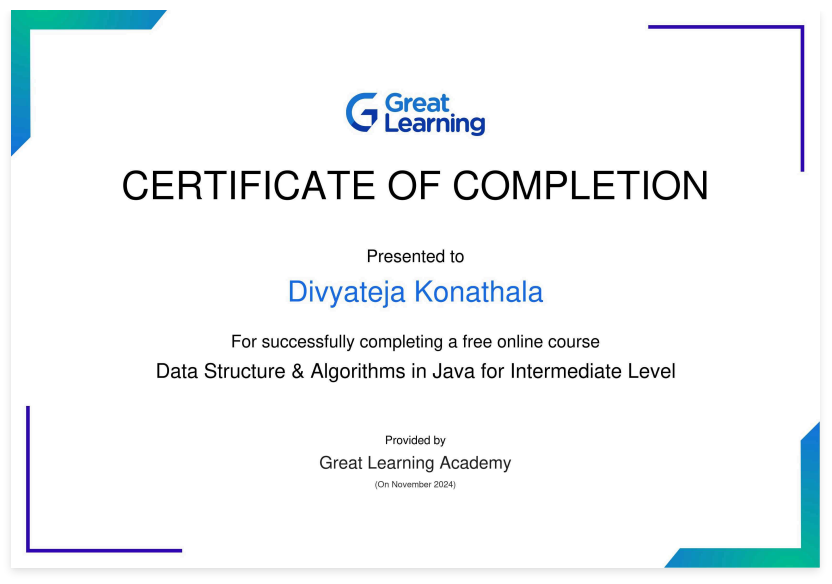 Great
Learning
CERTIFICATE OF COMPLETION
Presented to
Divyateja Konathala
For successfully completing a free online course
Data Structure & Algorithms in Java for Intermediate Level
Provided by
Great Learning Academy
(On November 2024)